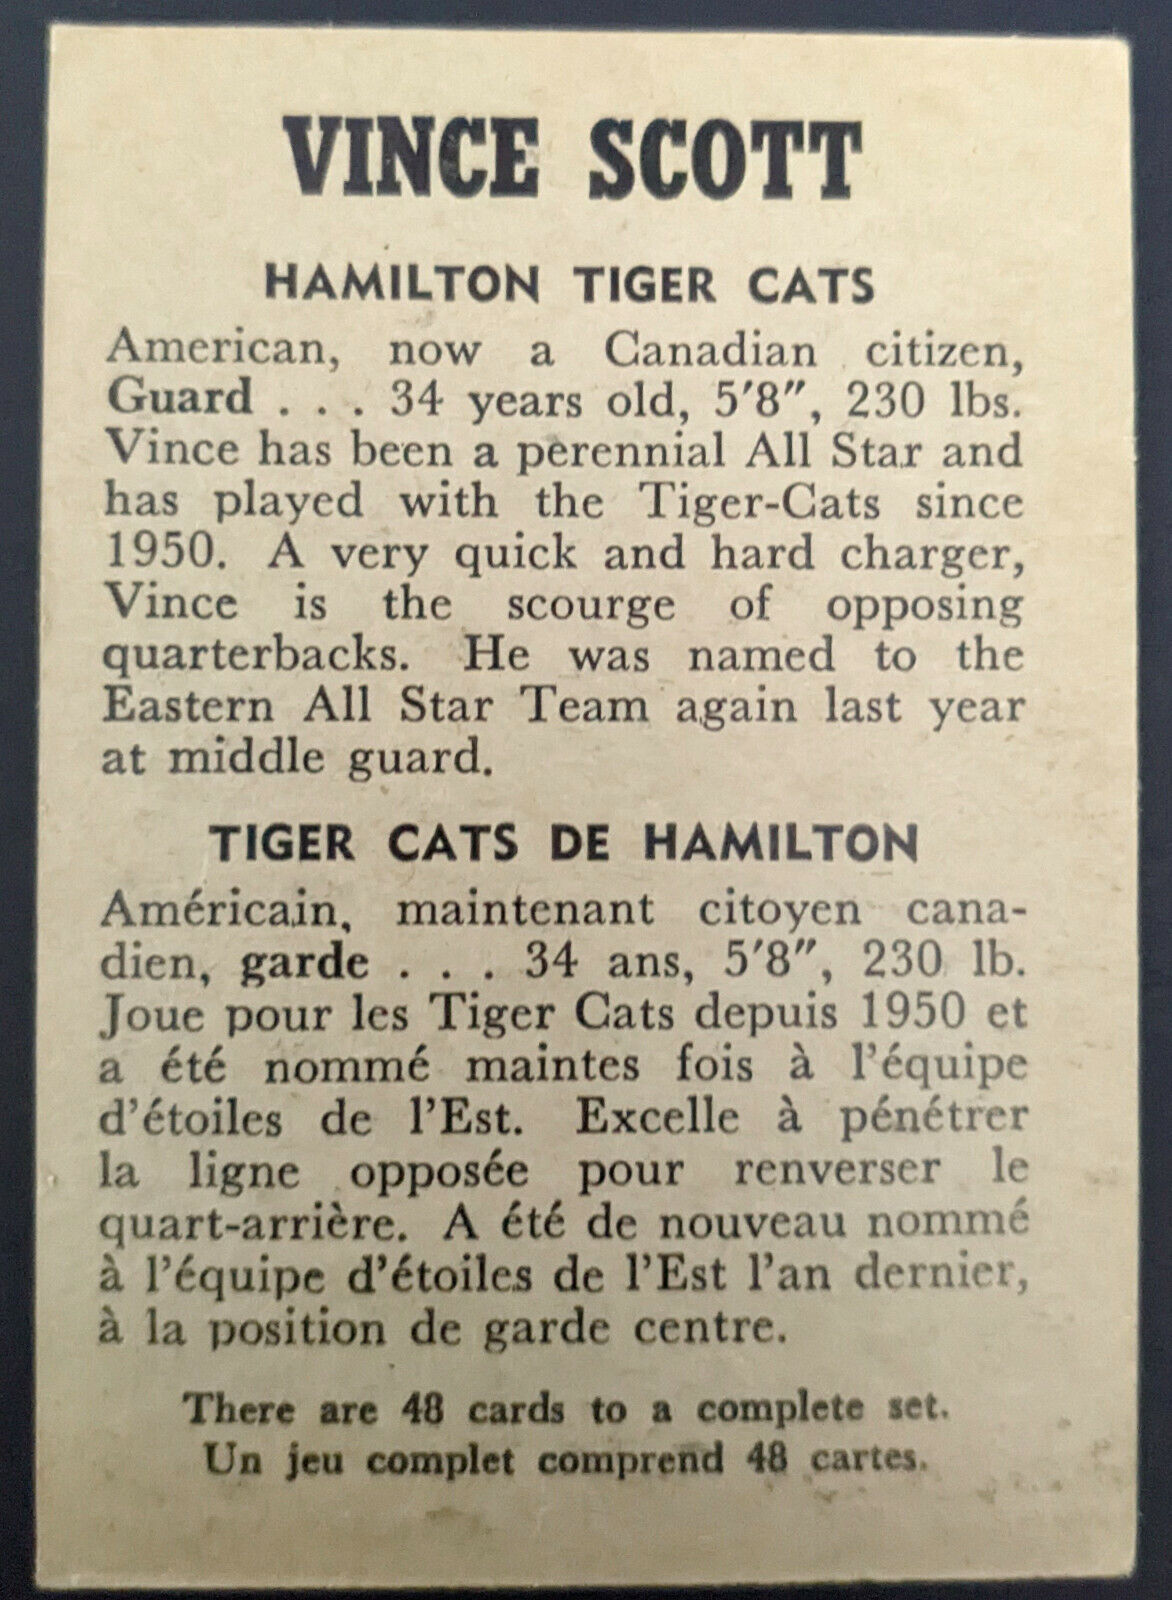 VINCE SCOTT
HAMILTON TIGER CATS
American, now a Canadian citizen,
Guard . . . 34 years old, 5'8", 230 lbs.
Vince has been a perennial All Star and
has played with the Tiger-Cats since
1950. A very quick and hard charger,
Vince is the scourge of opposing
quarterbacks. He was named to the
Eastern All Star Team again last year
at middle guard.
TIGER CATS DE HAMILTON
Américain, maintenant citoyen cana-
dien, garde . . . 34 ans, 5'8", 230 lb.
Joue pour les Tiger Cats depuis 1950 et
a été nommé maintes fois à l'équipe
d'étoiles de l'Est. Excelle à pénétrer
la ligne opposée pour renverser le
quart-arrière. A été de nouveau nommé
à l'équipe d'étoiles de l'Est l'an dernier,
à la position de garde centre.
There are 48 cards to a complete set.
Un jeu complet comprend 48 cartes.